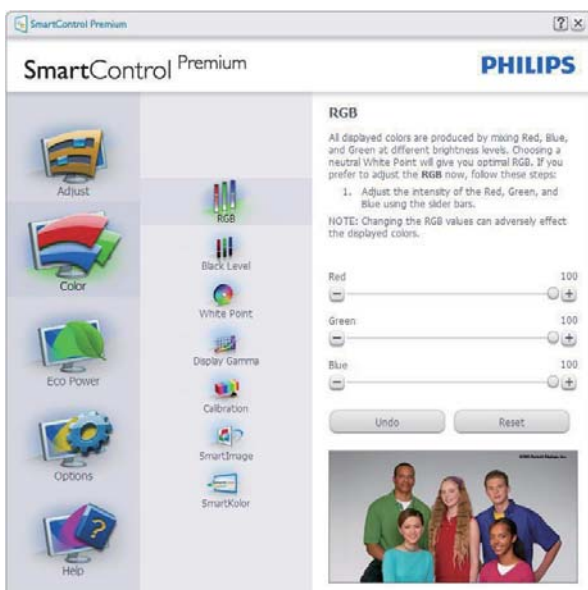 SmartControl Premium
SmartControl Premium
PHILIPS
Adjust
Color
Eco Power
Options
Help
RGB
Black Level
White Point
Display Gamma
Calibration
SmartImage
SmartKolor
RGB
All displayed colors are produced by mixing Red, Blue,
and Green at different brightness levels. Choosing a
neutral White Point will give you optimal RGB. If you
prefer to adjust the RGB now, follow these steps:
1. Adjust the intensity of the Red, Green, and
Blue using the slider bars.
NOTE: Changing the RGB values can adversely effect
the displayed colors.
Red 100
Green 100
Blue 100
Undo Reset